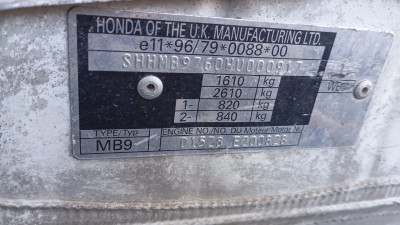 HONDA OF THE U.K. MANUFACTURING LTD.
e11*96/79*0088*00
1610 kg
2610 kg
1- 820 kg
2- 840 kg
TYPE/Typ ENGINE NO./NO. DU Moteur/Motor Nr.
MB9